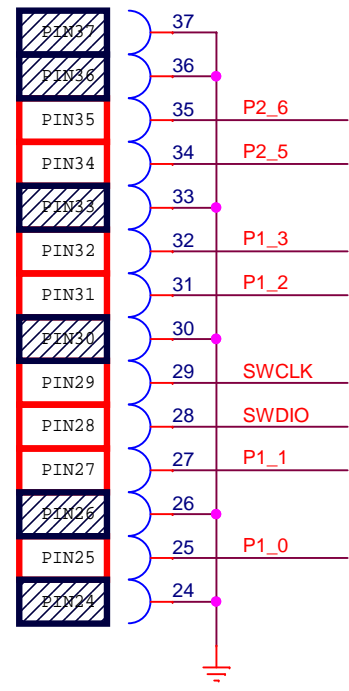 PIN37 37
PIN36 36
PIN35 35 P2_6
PIN34 34 P2_5
PIN33 33
PIN32 32 P1_3
PIN31 31 P1_2
PIN30 30
PIN29 29 SWCLK
PIN28 28 SWDIO
PIN27 27 P1_1
PIN26 26
PIN25 25 P1_0
PIN24 24